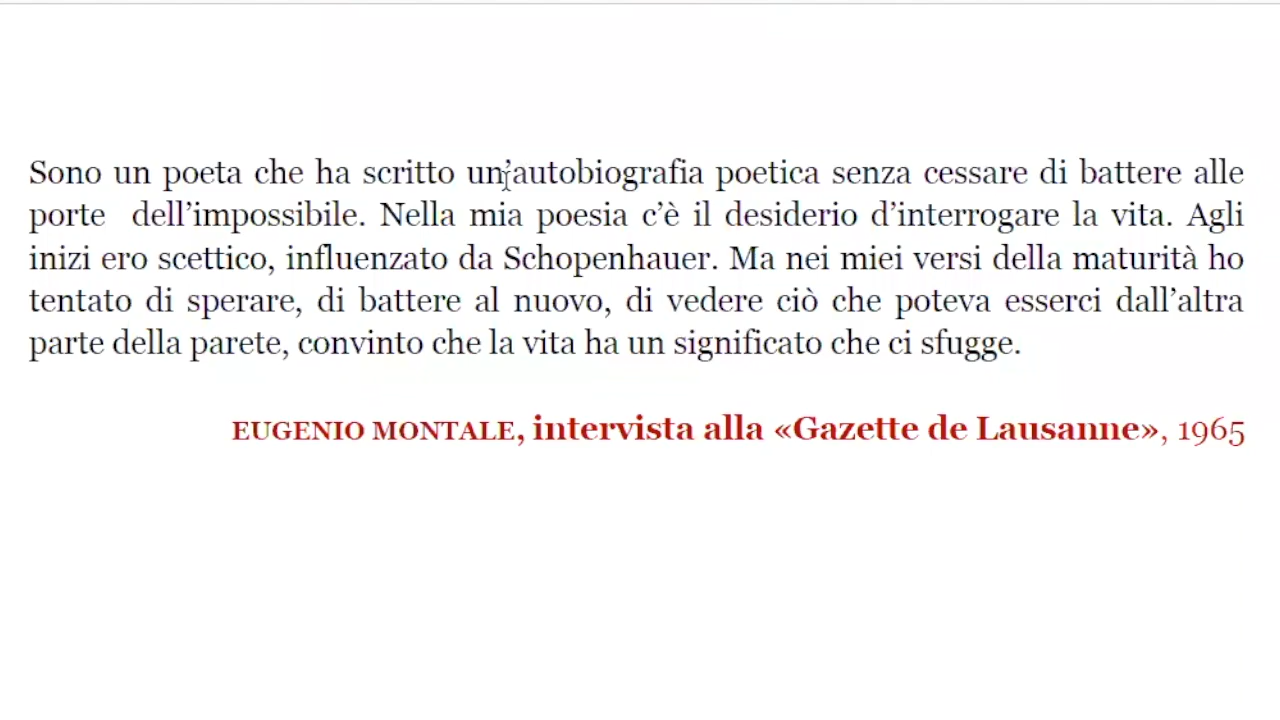 Sono un poeta che ha scritto un’autobiografia poetica senza cessare di battere alle
porte dell’impossibile. Nella mia poesia c’è il desiderio d’interrogare la vita. Agli
inizi ero scettico, influenzato da Schopenhauer. Ma nei miei versi della maturità ho
tentato di sperare, di battere al nuovo, di vedere ciò che poteva esserci dall’altra
parte della parete, convinto che la vita ha un significato che ci sfugge.
EUGENIO MONTALE, intervista alla «Gazette de Lausanne», 1965